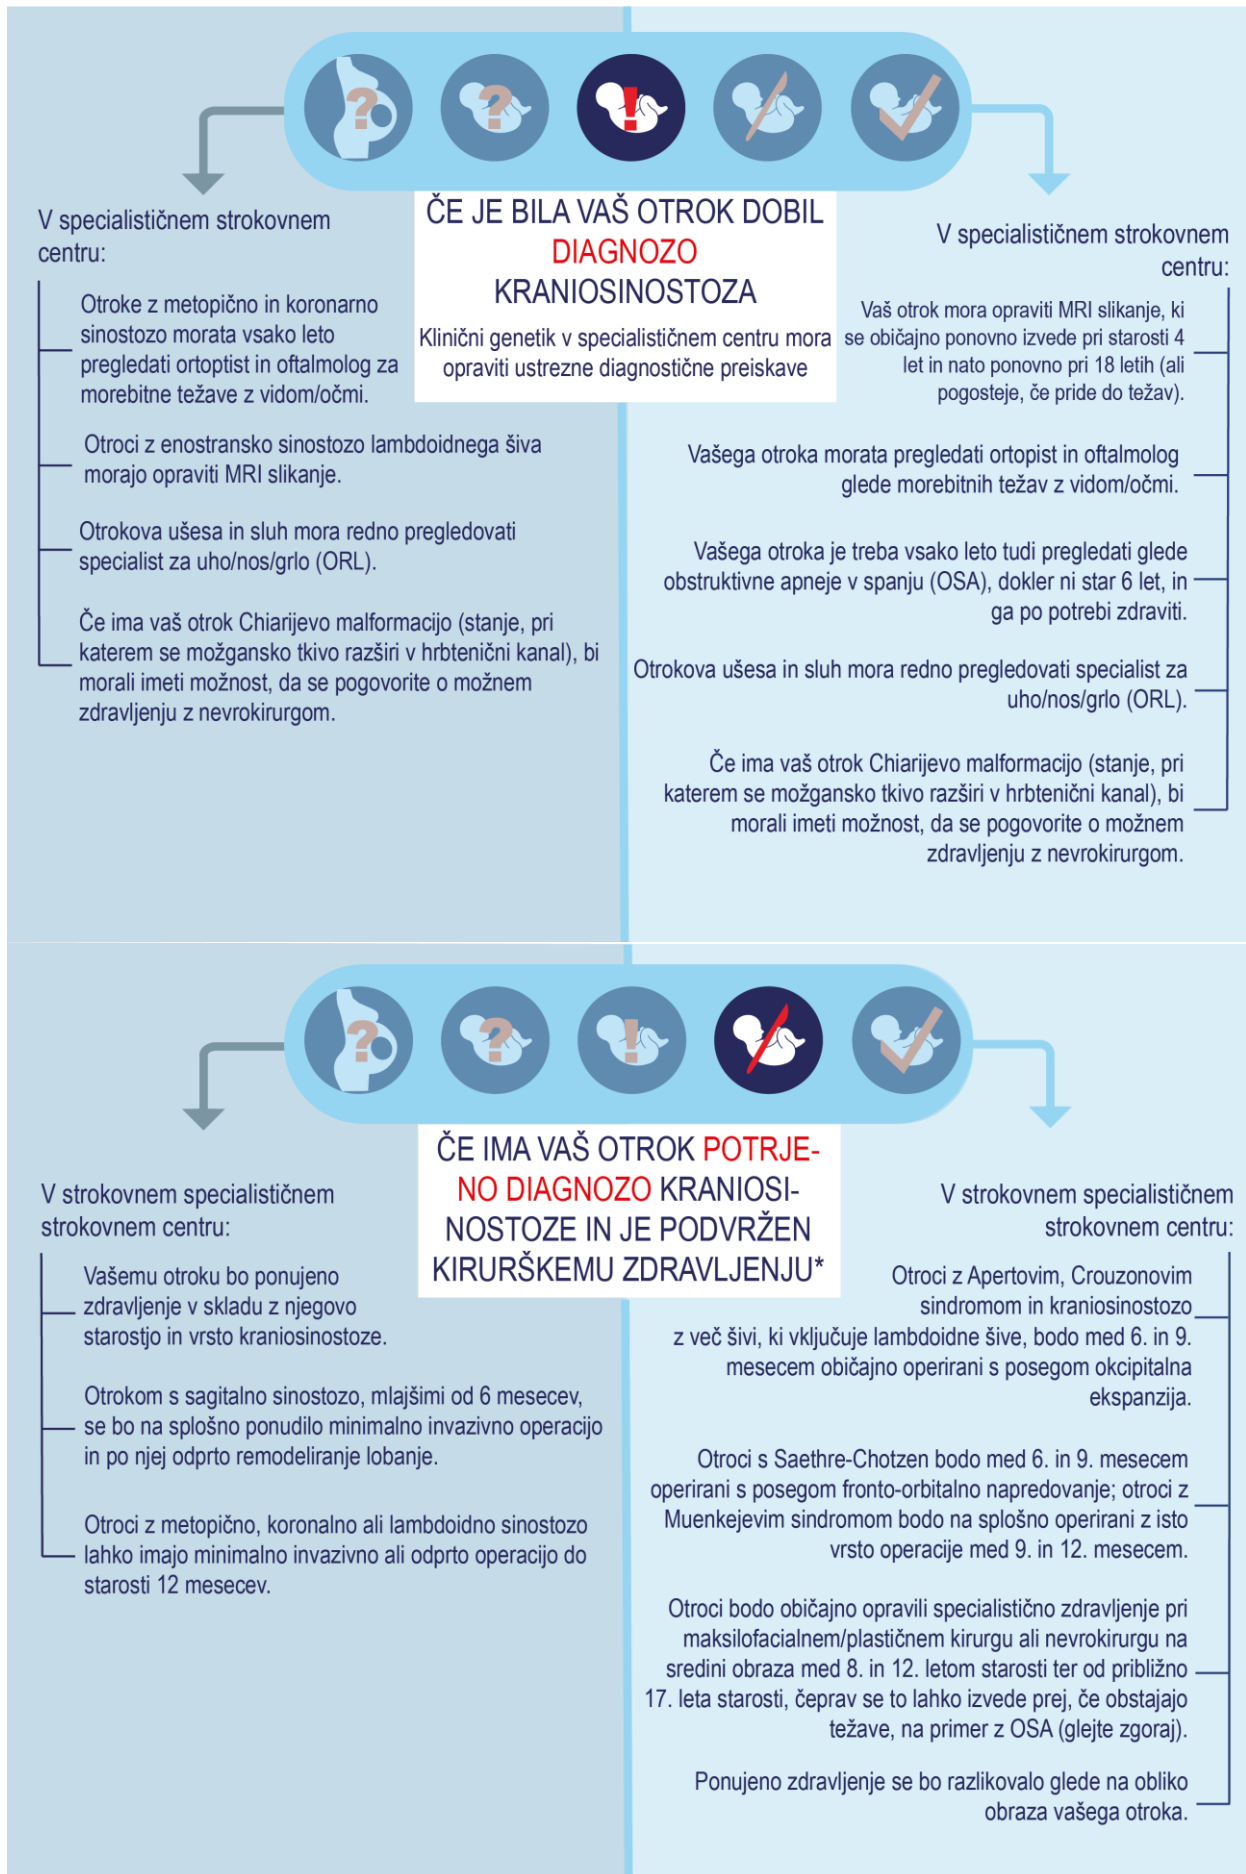 ?
?
!
ČE JE BILA VAŠ OTROK DOBIL
DIAGNOZO
KRANIOSINOSTOZA
Klinični genetik v specialističnem centru mora
opraviti ustrezne diagnostične preiskave
V specialističnem strokovnem
centru:
Otroke z metopično in koronarno
sinostozo morata vsako leto
pregledati ortoptist in oftalmolog za
morebitne težave z vidom/očmi.
Otroci z enostransko sinostozo lambdoidnega šiva
morajo opraviti MRI slikanje.
Otrokova ušesa in sluh mora redno pregledovati
specialist za uho/nos/grlo (ORL).
Če ima vaš otrok Chiarijevo malformacijo (stanje, pri
katerem se možgansko tkivo razširi v hrbtenični kanal), bi
morali imeti možnost, da se pogovorite o možnem
zdravljenju z nevrokirurgom.
V specialističnem strokovnem
centru:
Vaš otrok mora opraviti MRI slikanje, ki
se običajno ponovno izvede pri starosti 4
let in nato ponovno pri 18 letih (ali
pogosteje, če pride do težav).
Vašega otroka morata pregledati ortopist in oftalmolog
glede morebitnih težav z vidom/očmi.
Vašega otroka je treba vsako leto tudi pregledati glede
obstruktivne apneje v spanju (OSA), dokler ni star 6 let, in
ga po potrebi zdraviti.
Otrokova ušesa in sluh mora redno pregledovati specialist za
uho/nos/grlo (ORL).
Če ima vaš otrok Chiarijevo malformacijo (stanje, pri
katerem se možgansko tkivo razširi v hrbtenični kanal), bi
morali imeti možnost, da se pogovorite o možnem
zdravljenju z nevrokirurgom.
?
?
!
ČE IMA VAŠ OTROK POTRJE-
NO DIAGNOZO KRANIOSI-
NOSTOZE IN JE PODVRŽEN
KIRURŠKEMU ZDRAVLJENJU*
V strokovnem specialističnem
strokovnem centru:
Vašemu otroku bo ponujeno
zdravljenje v skladu z njegovo
starostjo in vrsto kraniosinostoze.
Otrokom s sagitalno sinostozo, mlajšimi od 6 mesecev,
se bo na splošno ponudilo minimalno invazivno operacijo
in po njej odprto remodeliranje lobanje.
Otroci z metopično, koronalno ali lambdoidno sinostozo
lahko imajo minimalno invazivno ali odprto operacijo do
starosti 12 mesecev.
V strokovnem specialističnem
strokovnem centru:
Otroci z Apertovim, Crouzonovim
sindromom in kraniosinostozo
z več šivi, ki vključuje lambdoidne šive, bodo med 6. in 9.
mesecem običajno operirani s posegom okcipitalna
ekspanzija.
Otroci s Saethre-Chotzen bodo med 6. in 9. mesecem
operirani s posegom fronto-orbitalno napredovanje; otroci z
Muenkejevim sindromom bodo na splošno operirani z isto
vrsto operacije med 9. in 12. mesecem.
Otroci bodo običajno opravili specialistično zdravljenje pri
maksilofacialnem/plastičnem kirurgu ali nevrokirurgu na
sredini obraza med 8. in 12. letom starosti ter od približno
17. leta starosti, čeprav se to lahko izvede prej, če obstajajo
težave, na primer z OSA (glejte zgoraj).
Ponujeno zdravljenje se bo razlikovalo glede na obliko
obraza vašega otroka.